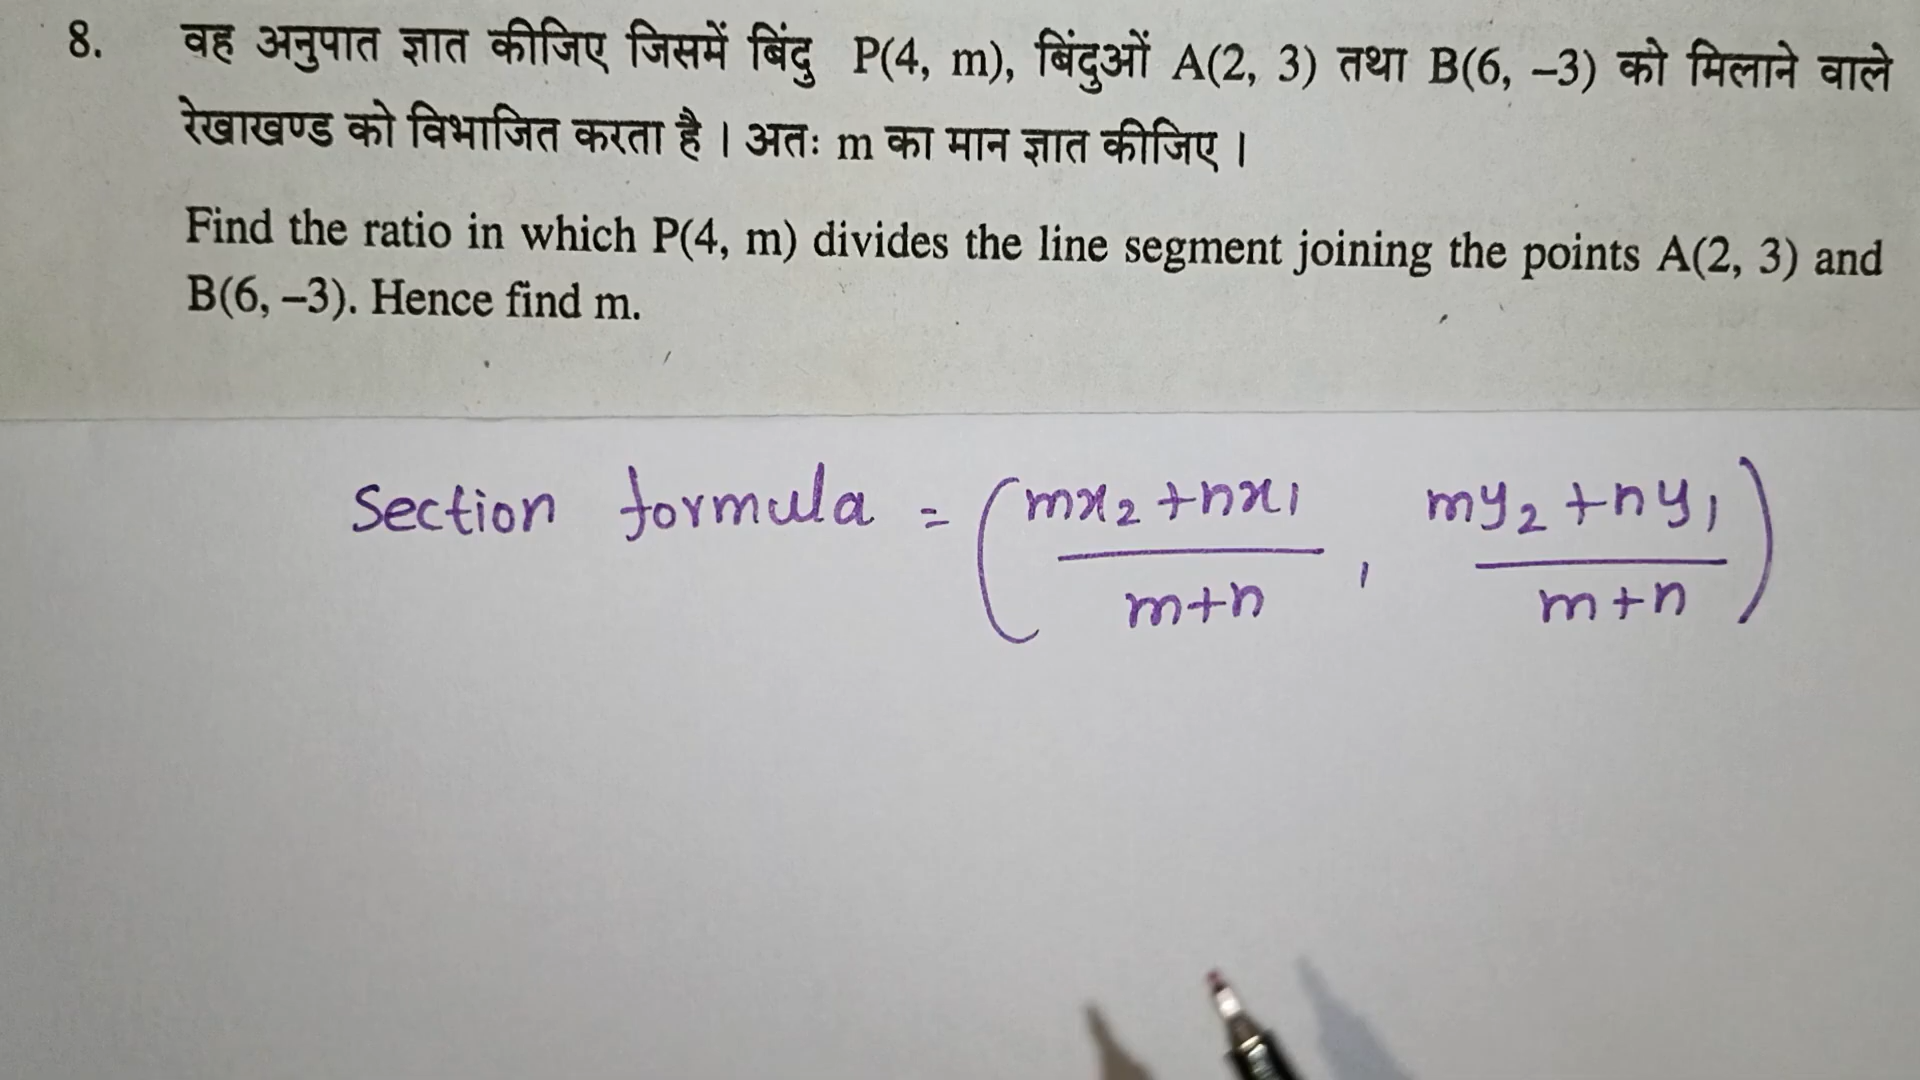 8. वह अनुपात ज्ञात कीजिए जिसमें बिंदु P(4, m), बिंदुओं A(2, 3) तथा B(6, –3) को मिलाने वाले
रेखाखण्ड को विभाजित करता है । अतः m का मान ज्ञात कीजिए ।
Find the ratio in which P(4, m) divides the line segment joining the points A(2, 3) and
B(6, –3). Hence find m.
Section formula = ( mx₂+nx₁ / m+n , my₂+ny₁ / m+n )